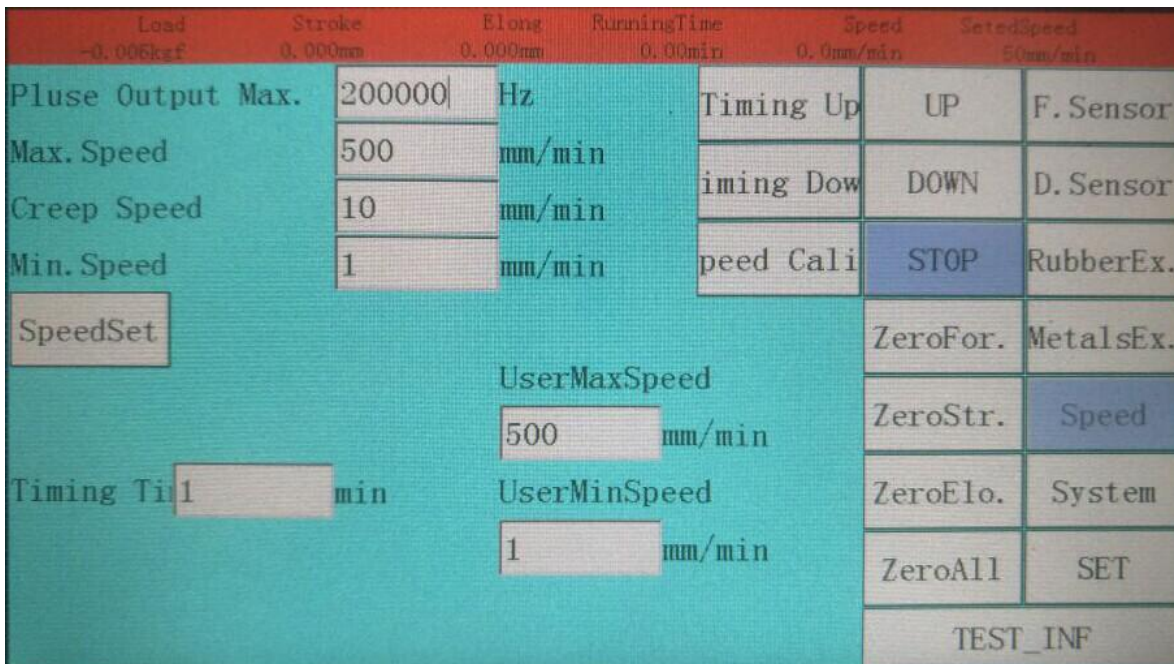 Load Stroke Elong RunningTime Speed SetedSpeed
-0.006kgf 0.000mm 0.000mm 0.00min 0.0mm/min 50mm/min
Pluse Output Max. 200000 Hz
Max. Speed 500 mm/min
Creep Speed 10 mm/min
Min. Speed 1 mm/min
SpeedSet
UserMaxSpeed
500 mm/min
Timing Ti 1 min
UserMinSpeed
1 mm/min
Timing Up
iming Dow
peed Cali
UP
DOWN
STOP
ZeroFor.
ZeroStr.
ZeroElo.
ZeroAll
F. Sensor
D. Sensor
RubberEx.
MetalsEx.
Speed
System
SET
TEST_INF